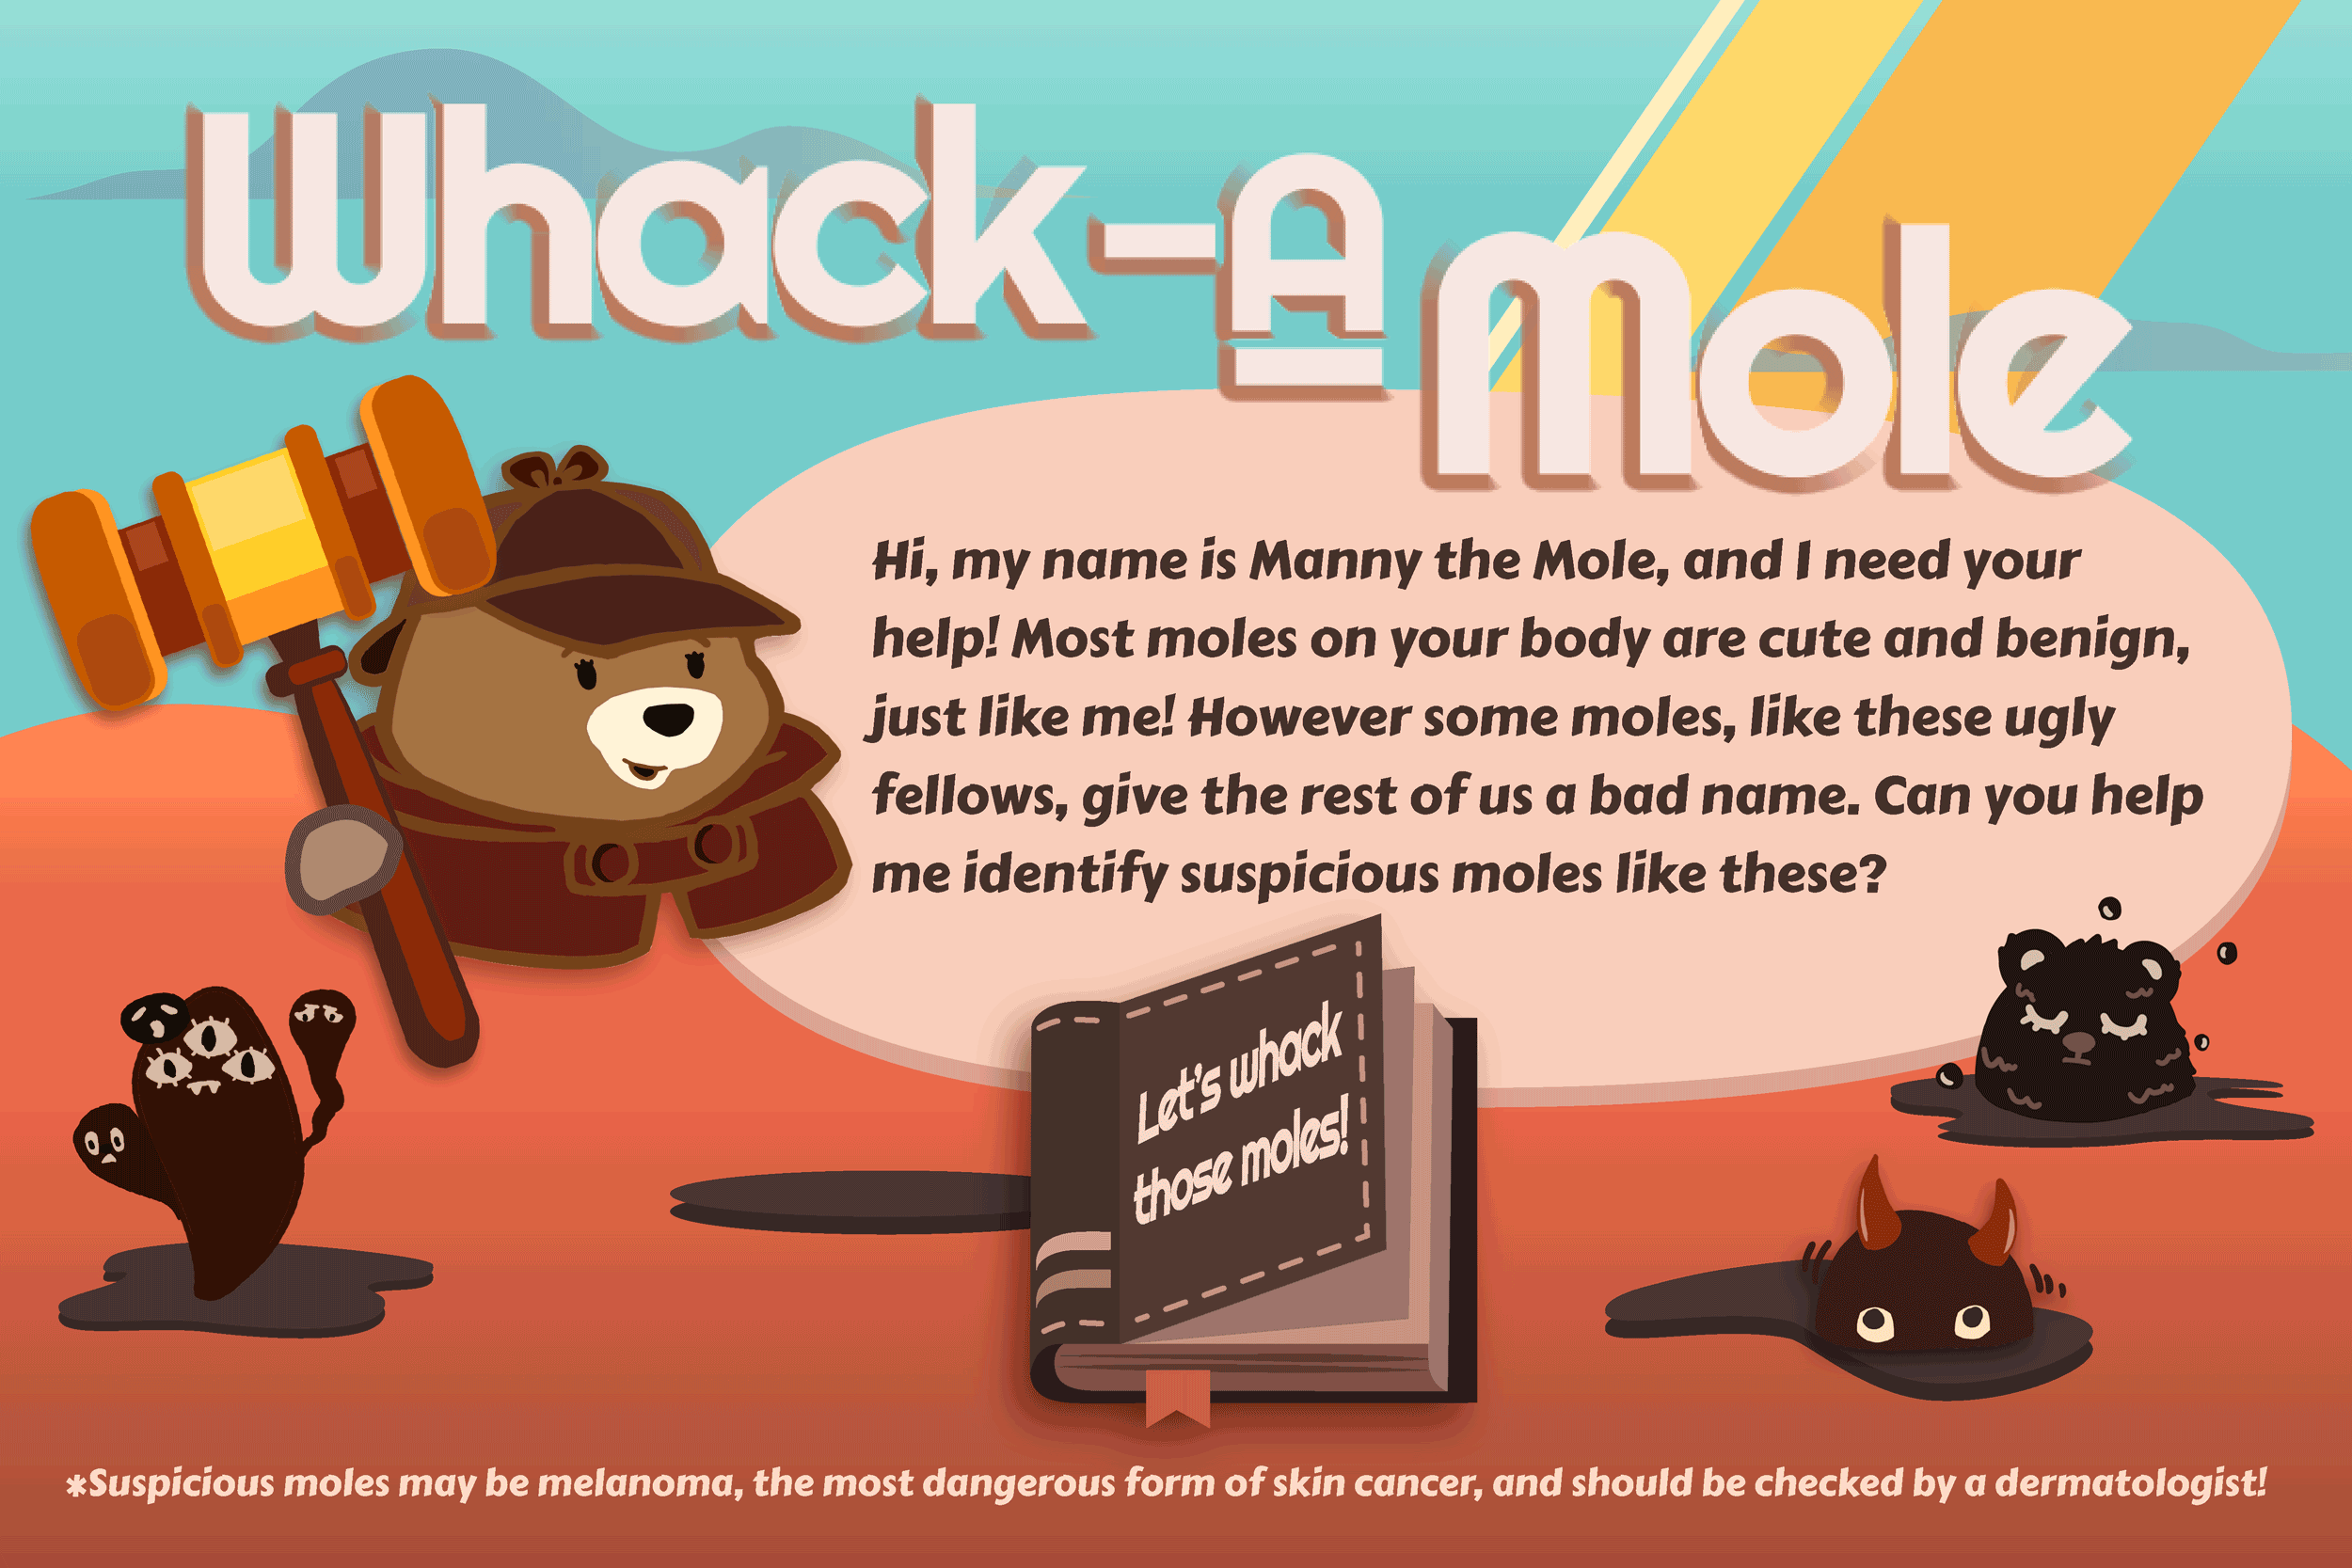 Whack-A
Mole
Hi, my name is Manny the Mole, and I need your
help! Most moles on your body are cute and benign,
just like me! However some moles, like these ugly
fellows, give the rest of us a bad name. Can you help
me identify suspicious moles like these?
Let's whack
those moles!
*Suspicious moles may be melanoma, the most dangerous form of skin cancer, and should be checked by a dermatologist!